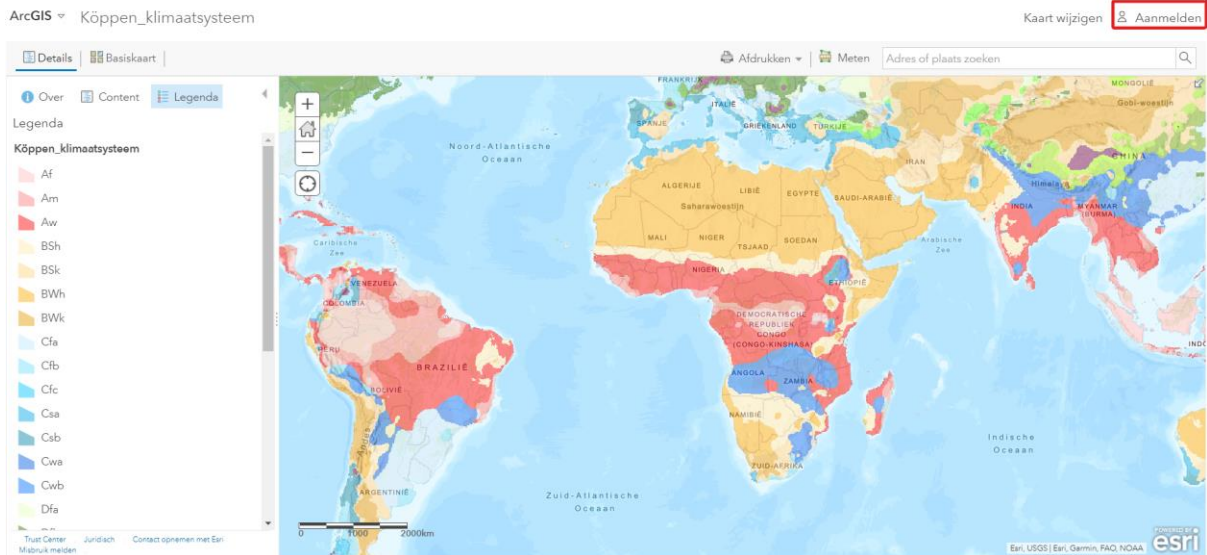 ArcGIS Köppen_klimaatsysteem
Kaart wijzigen Aanmelden
Details Basiskaart
Afdrukken Meten Adres of plaats zoeken
Over Content Legenda
Legenda
Köppen_klimaatsysteem
Af
Am
Aw
BSh
BSk
BWh
BWk
Cfa
Cfb
Cfc
Csa
Csb
Cwa
Cwb
Dfa
Trust Center Juridisch Contact opnemen met Esri
Misbruik melden
FRANKRIJK
MONGOLIË
Gobi-woestijn
ITALIË
SPANJE
GRIEKENLAND
TURKIJE
Noord-Atlantische
Oceaan
CHINA
IRAN
ALGERIJE
LIBIË
EGYPTE
SAUDI-ARABIË
Saharawoestijn
INDIA
MYANMAR
(BURMA)
MALI
NIGER
TSJAAD
SOEDAN
Arabische
Zee
Caribische
Zee
NIGERIA
ETHIOPIË
VENEZUELA
COLOMBIA
DEMOCRATISCHE
REPUBLIEK
CONGO
(CONGO-KINSHASA)
PERU
BRAZILIË
ANGOLA
ZAMBIA
BOLIVIË
NAMIBIË
Andes
Indische
Oceaan
ZUID-AFRIKA
ARGENTINIË
Zuid-Atlantische
Oceaan
0 1000 2000km
Esri, USGS | Esri, Garmin, FAO, NOAA
esri